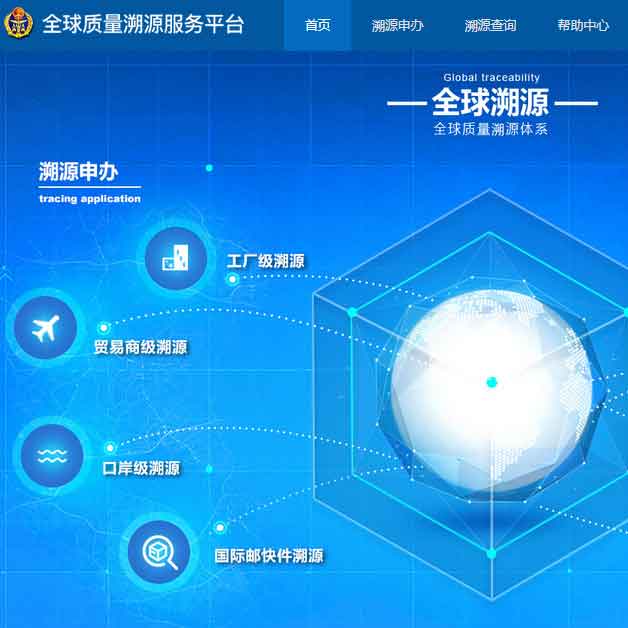 全球质量溯源服务平台
首页
溯源申办
溯源查询
帮助中心
Global traceability
全球溯源
全球质量溯源体系
溯源申办
tracing application
工厂级溯源
贸易商级溯源
口岸级溯源
国际邮快件溯源